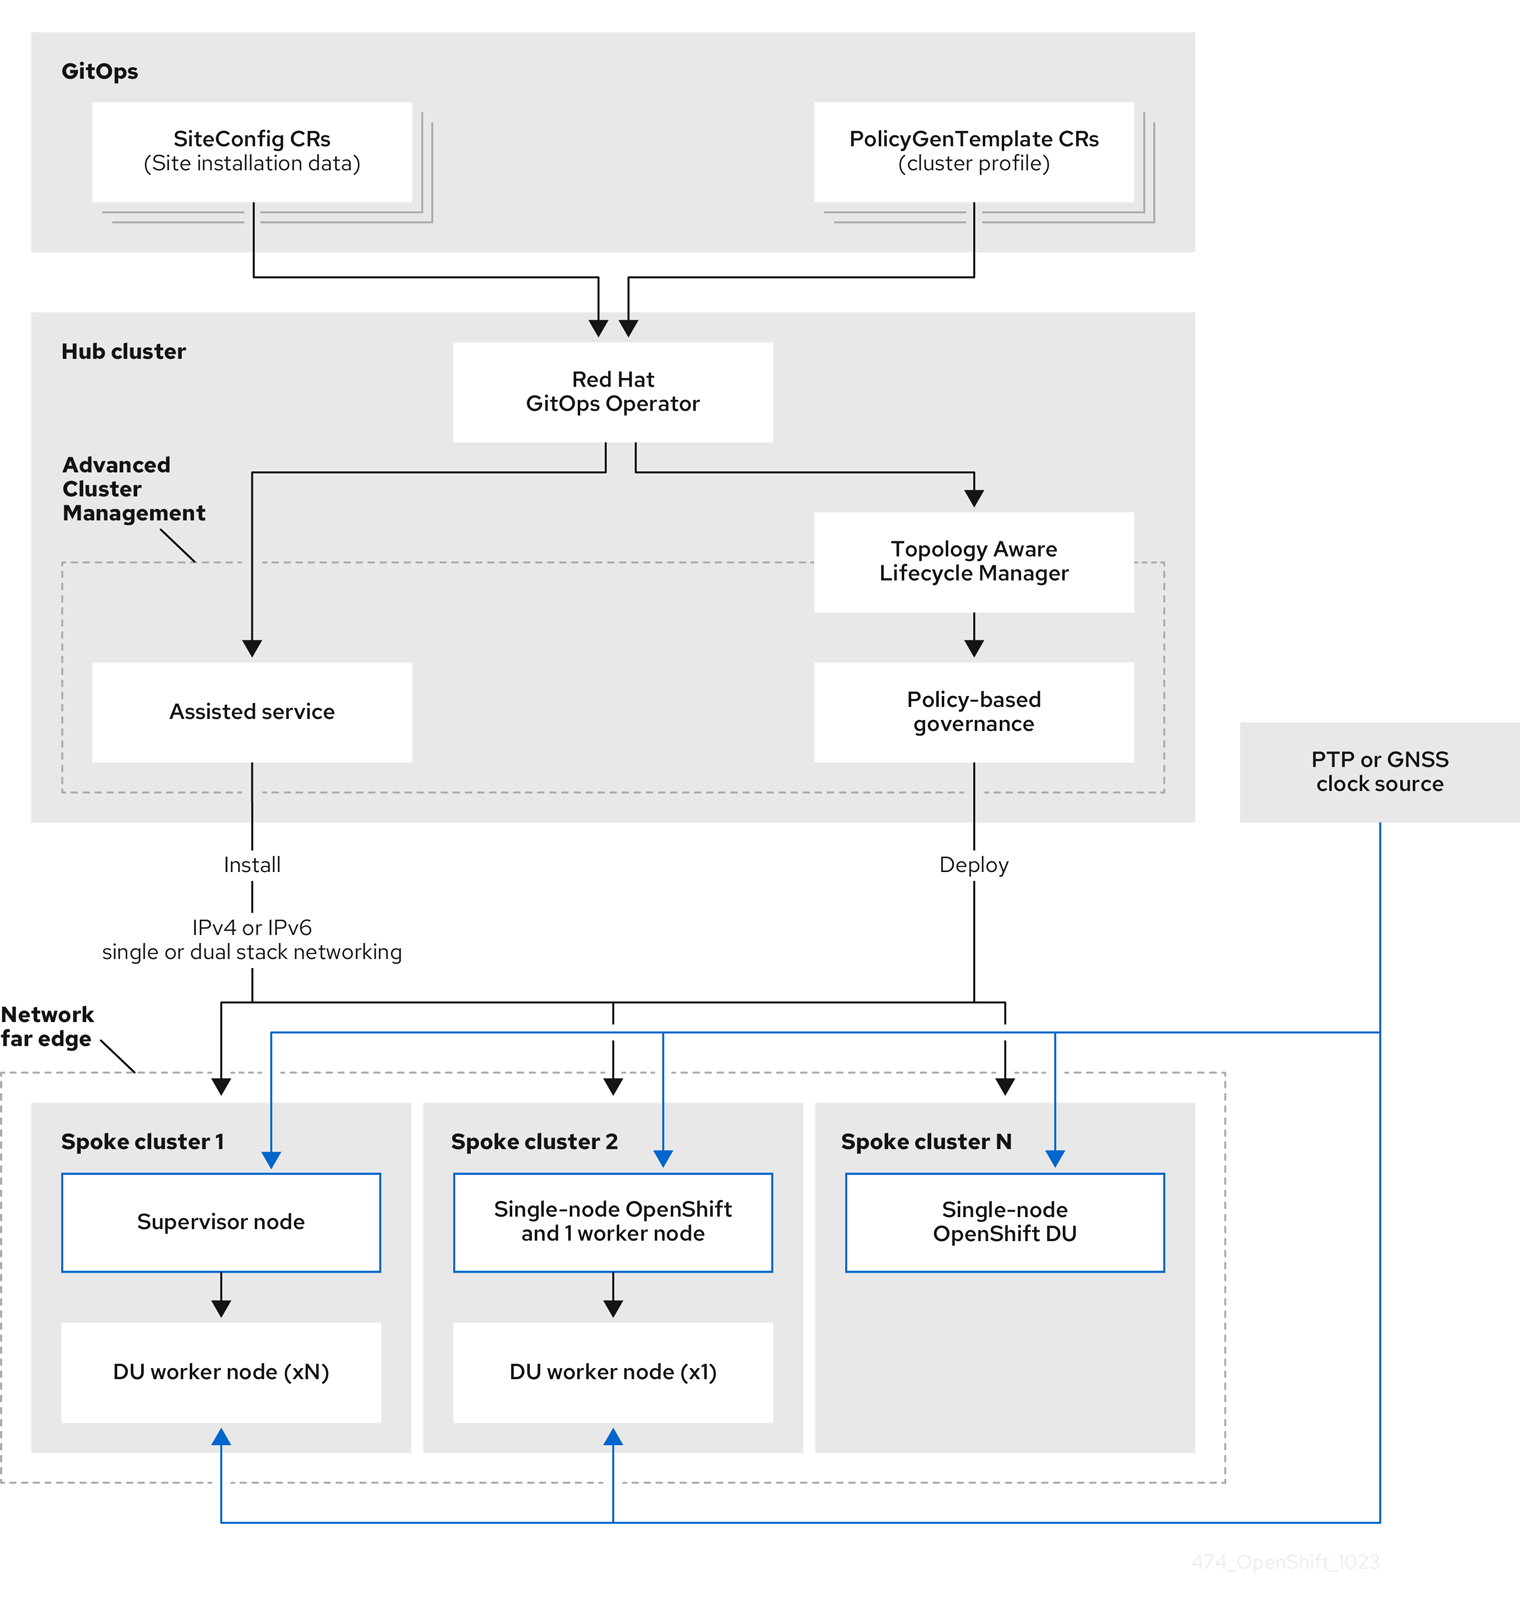 GitOps
SiteConfig CRs
(Site installation data)
PolicyGenTemplate CRs
(cluster profile)
Hub cluster
Red Hat
GitOps Operator
Advanced
Cluster
Management
Topology Aware
Lifecycle Manager
Assisted service
Policy-based
governance
PTP or GNSS
clock source
Install
Deploy
IPv4 or IPv6
single or dual stack networking
Network
far edge
Spoke cluster 1
Spoke cluster 2
Spoke cluster N
Supervisor node
Single-node OpenShift
and 1 worker node
Single-node
OpenShift DU
DU worker node (xN)
DU worker node (x1)
474_OpenShift_1023